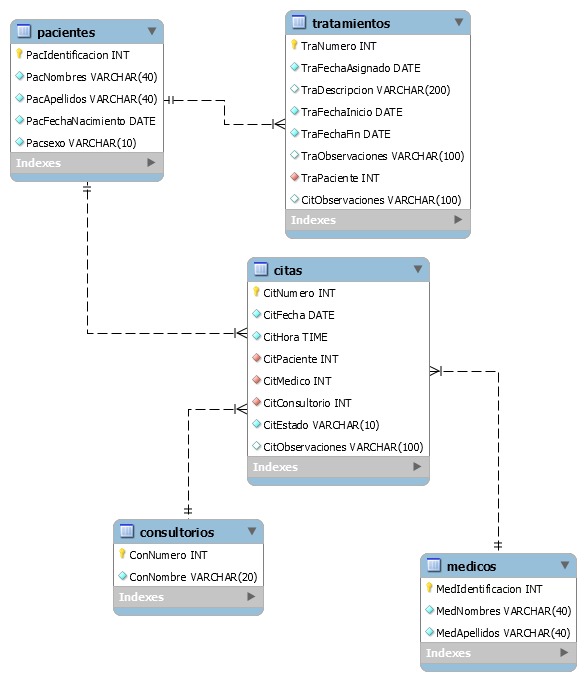 pacientes
PacIdentificacion INT
PacNombres VARCHAR(40)
PacApellidos VARCHAR(40)
PacFechaNacimiento DATE
Pacsexo VARCHAR(10)
Indexes
tratamientos
TraNumero INT
TraFechaAsignado DATE
TraDescripcion VARCHAR(200)
TraFechaInicio DATE
TraFechaFin DATE
TraObservaciones VARCHAR(100)
TraPaciente INT
CitObservaciones VARCHAR(100)
Indexes
citas
CitNumero INT
CitFecha DATE
CitHora TIME
CitPaciente INT
CitMedico INT
CitConsultorio INT
CitEstado VARCHAR(10)
CitObservaciones VARCHAR(100)
Indexes
consultorios
ConNumero INT
ConNombre VARCHAR(20)
Indexes
medicos
MedIdentificacion INT
MedNombres VARCHAR(40)
MedApellidos VARCHAR(40)
Indexes